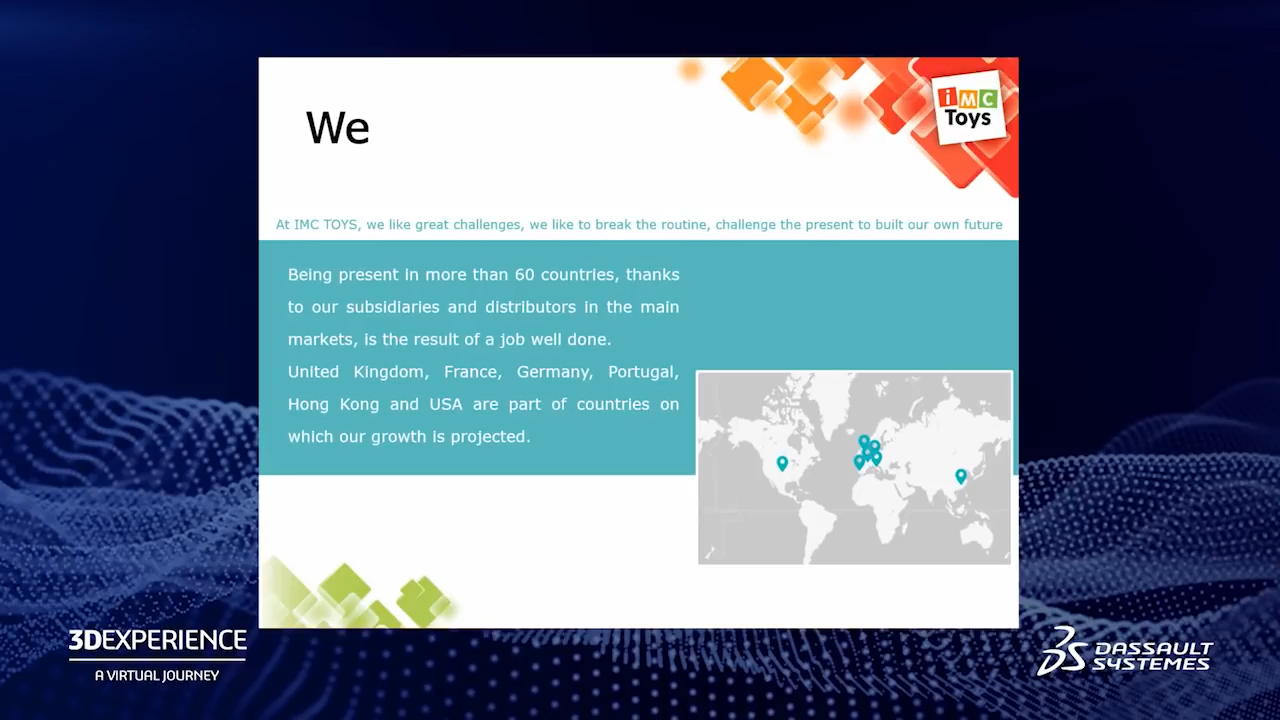 We
iMC
Toys
At IMC TOYS, we like great challenges, we like to break the routine, challenge the present to built our own future
Being present in more than 60 countries, thanks
to our subsidiaries and distributors in the main
markets, is the result of a job well done.
United Kingdom, France, Germany, Portugal,
Hong Kong and USA are part of countries on
which our growth is projected.
3DEXPERIENCE
A VIRTUAL JOURNEY
DASSAULT
SYSTEMES